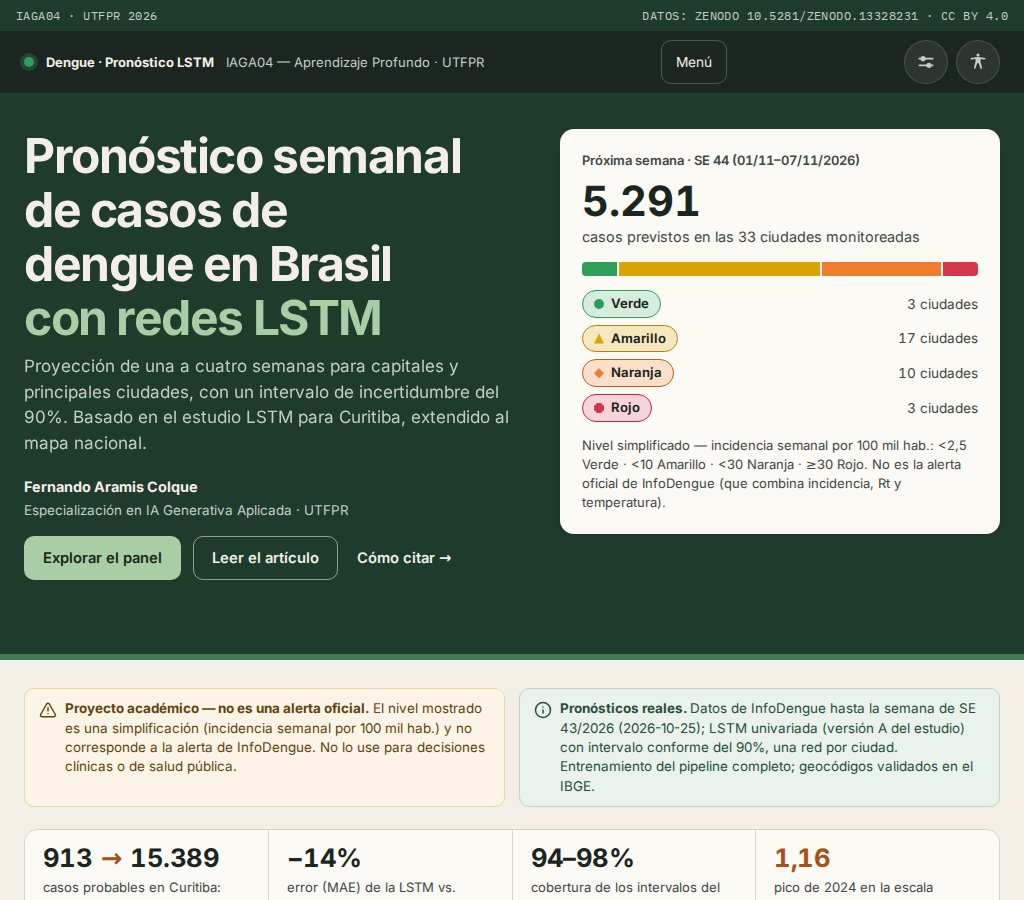 IAGA04 · UTFPR 2026
DATOS: ZENODO 10.5281/ZENODO.13328231 · CC BY 4.0
Dengue · Pronóstico LSTM IAGA04 — Aprendizaje Profundo · UTFPR
Menú
Pronóstico semanal
de casos de
dengue en Brasil
con redes LSTM
Proyección de una a cuatro semanas para capitales y
principales ciudades, con un intervalo de incertidumbre del
90%. Basado en el estudio LSTM para Curitiba, extendido al
mapa nacional.
Fernando Aramis Colque
Especialización en IA Generativa Aplicada · UTFPR
Explorar el panel
Leer el artículo
Cómo citar →
Próxima semana · SE 44 (01/11–07/11/2026)
5.291
casos previstos en las 33 ciudades monitoreadas
Verde 3 ciudades
Amarillo 17 ciudades
Naranja 10 ciudades
Rojo 3 ciudades
Nivel simplificado — incidencia semanal por 100 mil hab.: <2,5
Verde · <10 Amarillo · <30 Naranja · ≥30 Rojo. No es la alerta
oficial de InfoDengue (que combina incidencia, Rt y
temperatura).
Proyecto académico — no es una alerta oficial. El nivel mostrado
es una simplificación (incidencia semanal por 100 mil hab.) y no
corresponde a la alerta de InfoDengue. No lo use para decisiones
clínicas o de salud pública.
Pronósticos reales. Datos de InfoDengue hasta la semana de SE
43/2026 (2026-10-25); LSTM univariada (versión A del estudio)
con intervalo conforme del 90%, una red por ciudad.
Entrenamiento del pipeline completo; geocódigos validados en el
IBGE.
913 → 15.389
casos probables en Curitiba:
−14%
error (MAE) de la LSTM vs.
94–98%
cobertura de los intervalos del
1,16
pico de 2024 en la escala